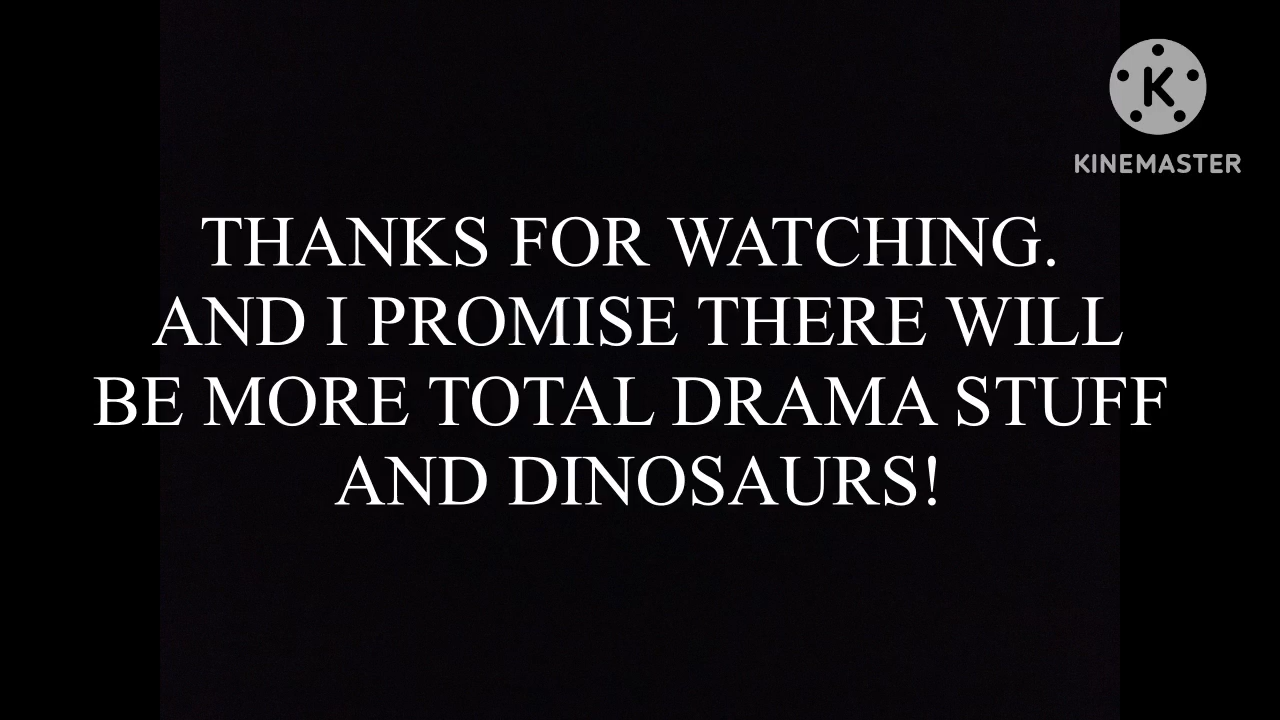 K
KINEMASTER
THANKS FOR WATCHING.
AND I PROMISE THERE WILL
BE MORE TOTAL DRAMA STUFF
AND DINOSAURS!